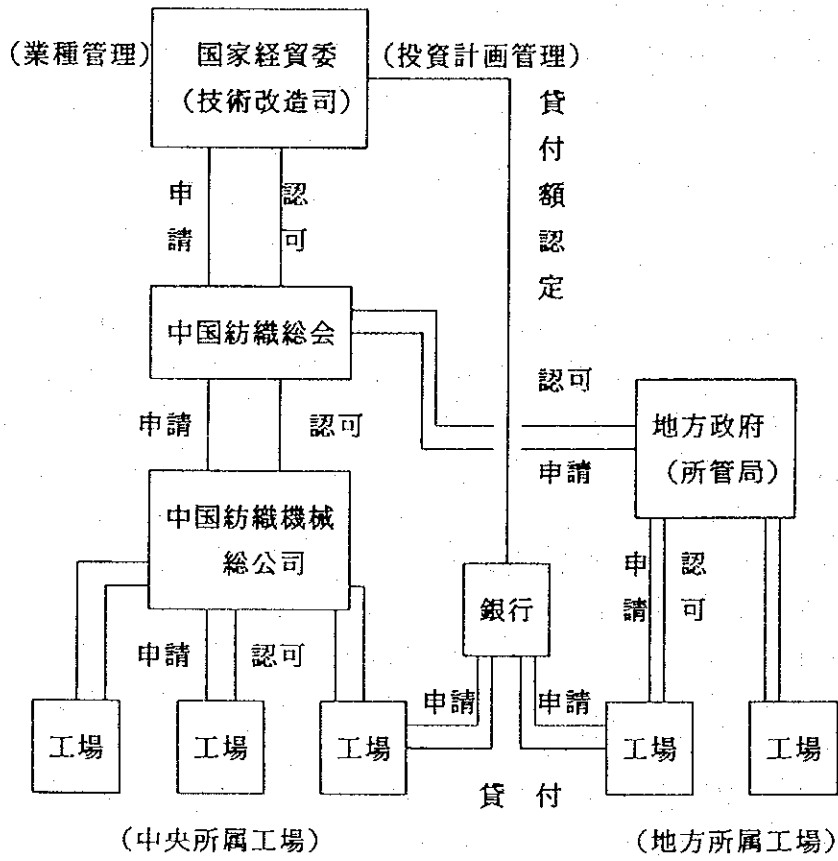 (業種管理)
国家経貿委
(技術改造司)
(投資計画管理)
貸付額認定
申請
認可
中国紡織総会
認可
申請
地方政府
(所管局)
申請
認可
中国紡織機械
総公司
銀行
申請
認可
申請
認可
申請
申請
工場
工場
工場
工場
工場
貸付
(中央所属工場)
(地方所属工場)